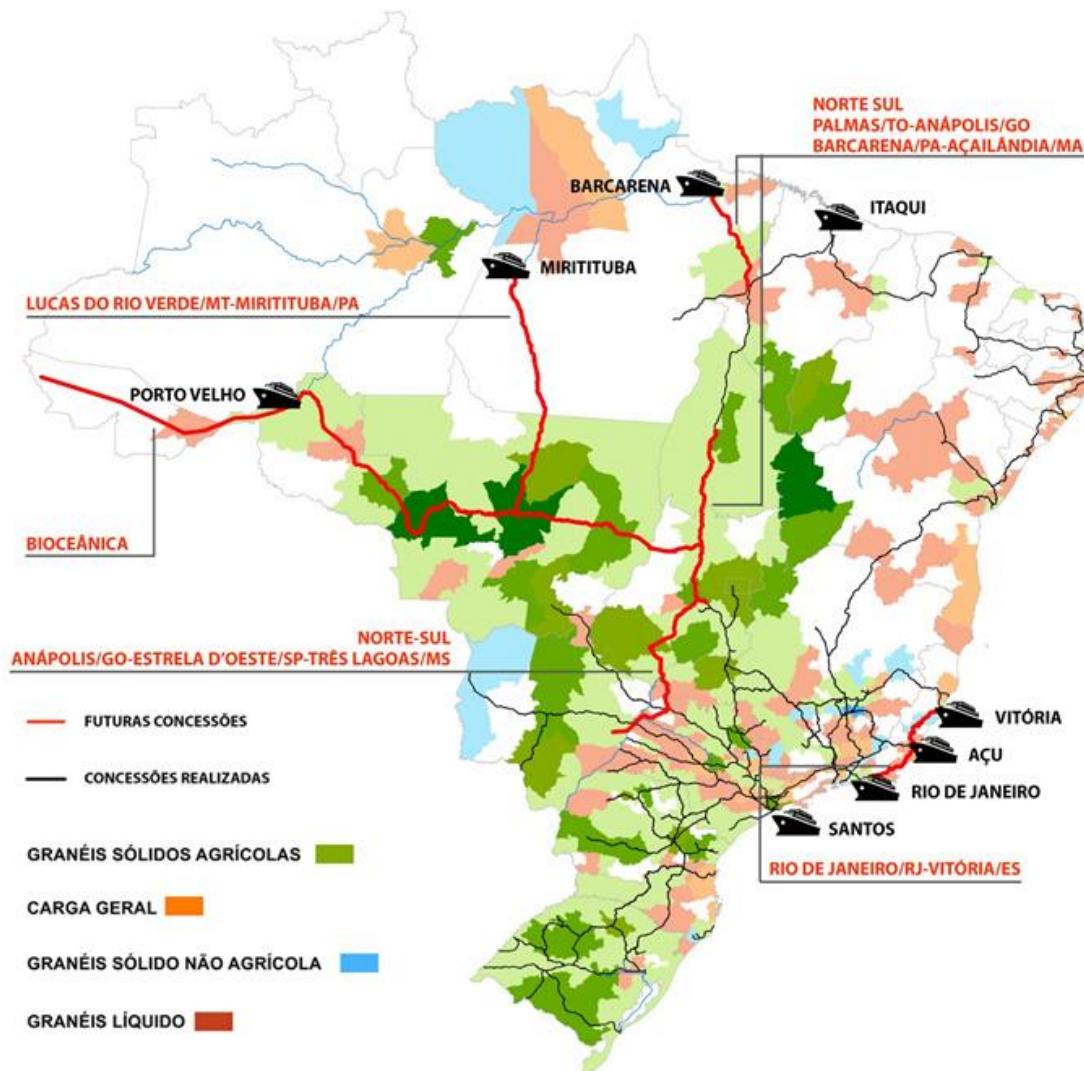 NORTE SUL
PALMAS/TO-ANÁPOLIS/GO
BARCARENA/PA-AÇAILÂNDIA/MA
BARCARENA
ITAQUI
MIRITITUBA
LUCAS DO RIO VERDE/MT-MIRITITUBA/PA
PORTO VELHO
BIOCEÂNICA
NORTE-SUL
ANÁPOLIS/GO-ESTRELA D'OESTE/SP-TRÊS LAGOAS/MS
FUTURAS CONCESSÕES
VITÓRIA
AÇU
CONCESSÕES REALIZADAS
RIO DE JANEIRO
SANTOS
GRANÉIS SÓLIDOS AGRÍCOLAS
RIO DE JANEIRO/RJ-VITÓRIA/ES
CARGA GERAL
GRANÉIS SÓLIDO NÃO AGRÍCOLA
GRANÉIS LÍQUIDO